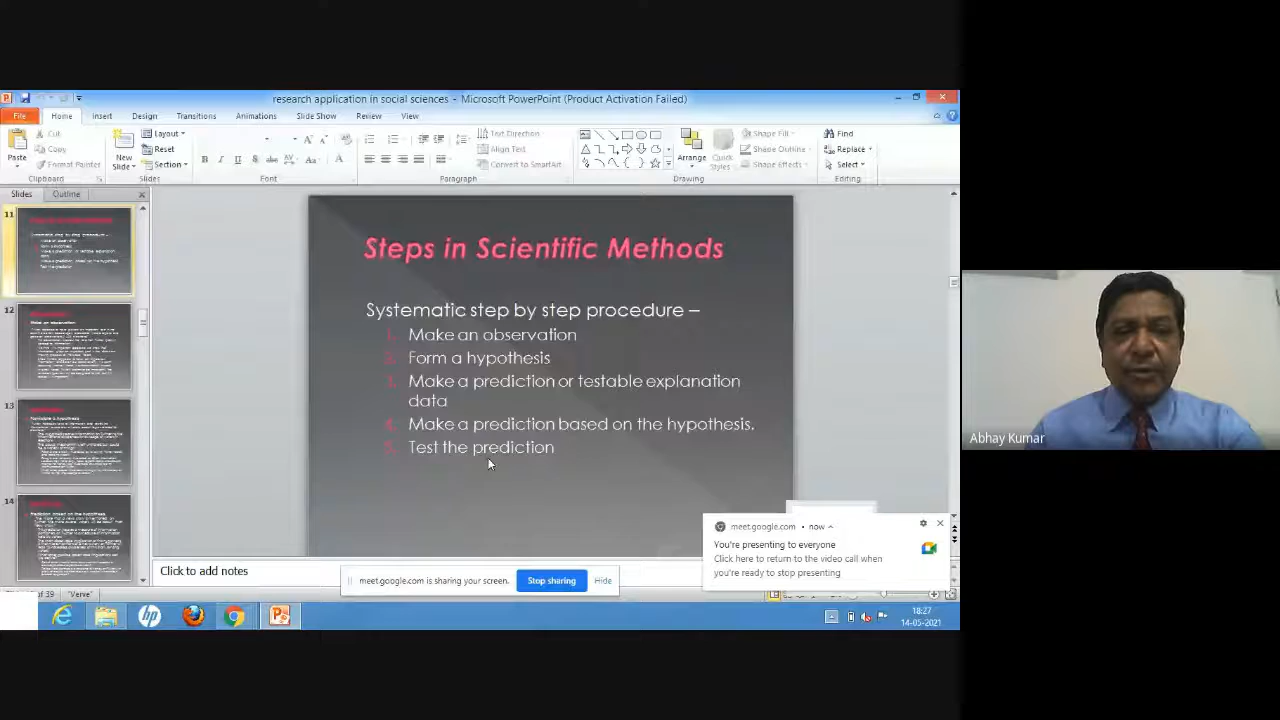 research application in social sciences - Microsoft PowerPoint (Product Activation Failed)
File Home Insert Design Transitions Animations Slide Show Review View
Cut
Copy
Format Painter
Paste
Clipboard
New Slide
Layout
Reset
Section
Slides
Font
Text Direction
Align Text
Convert to SmartArt
Paragraph
Arrange
Quick Styles
Shape Fill
Shape Outline
Shape Effects
Drawing
Find
Replace
Select
Editing
Slides Outline
11
12
13
14
Steps in Scientific Methods
Systematic step by step procedure –
1. Make an observation
2. Form a hypothesis
3. Make a prediction or testable explanation
data
4. Make a prediction based on the hypothesis.
5. Test the prediction
Click to add notes
meet.google.com is sharing your screen. Stop sharing Hide
meet.google.com • now
You're presenting to everyone
Click here to return to the video call when
you're ready to stop presenting
of 39 "Verve"
18:27
14-05-2021
Abhay Kumar